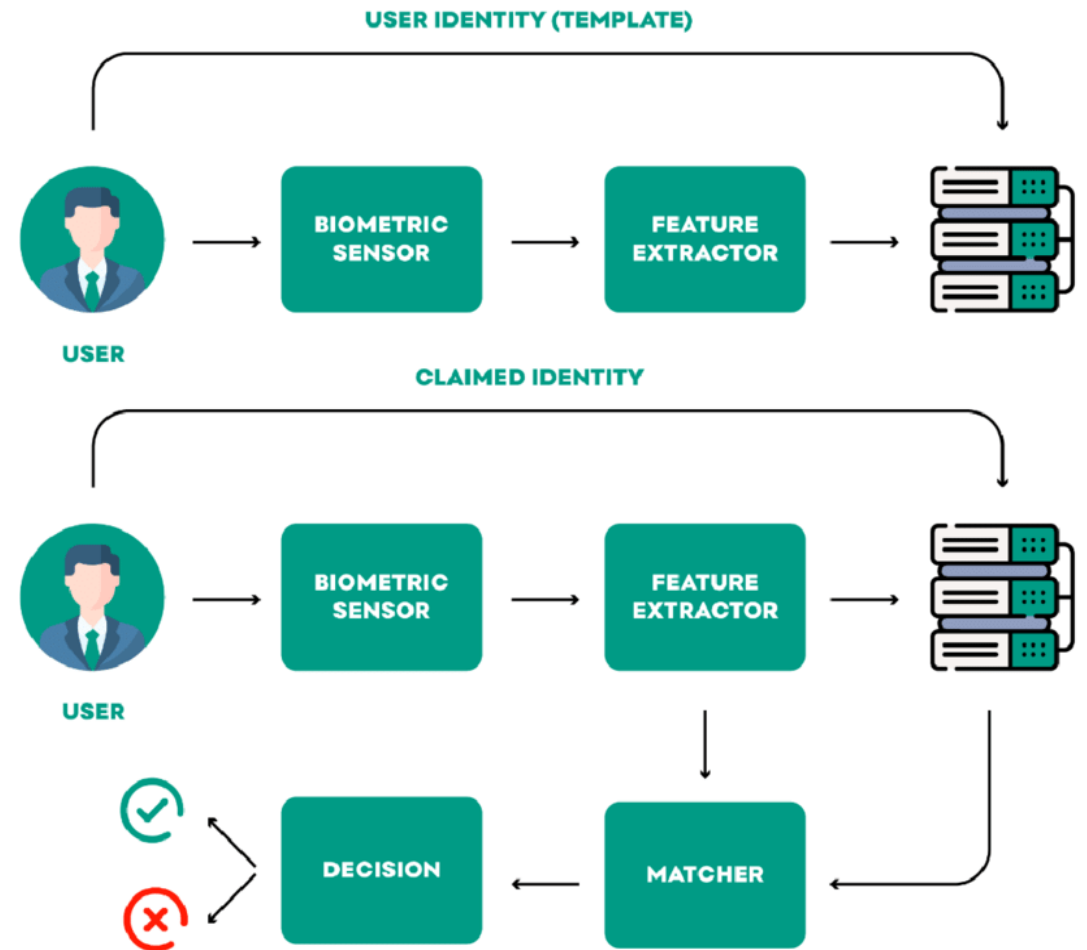 USER IDENTITY (TEMPLATE)
BIOMETRIC
SENSOR
FEATURE
EXTRACTOR
USER
CLAIMED IDENTITY
BIOMETRIC
SENSOR
FEATURE
EXTRACTOR
USER
DECISION
MATCHER